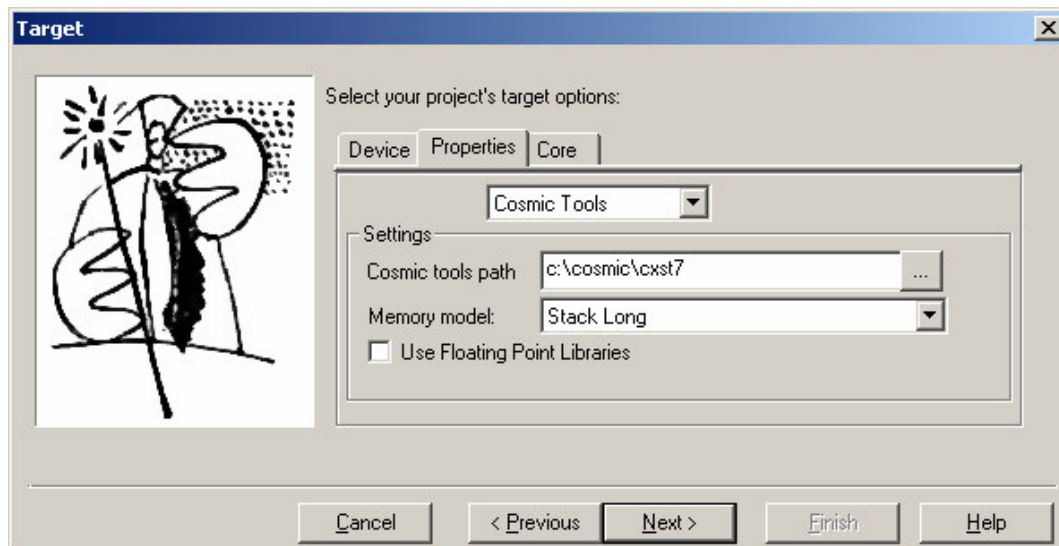 Target
Select your project's target options:
Device Properties Core
Cosmic Tools
Settings
Cosmic tools path c:\cosmic\cxst7 ...
Memory model: Stack Long
Use Floating Point Libraries
Cancel < Previous Next > Finish Help